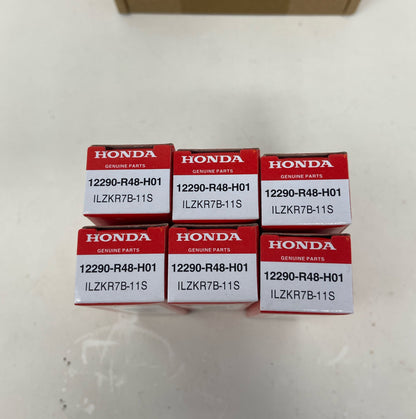 HONDA
GENUINE PARTS
12290-R48-H01
ILZKR7B-11S
HONDA
GENUINE PARTS
12290-R48-H01
ILZKR7B-11S
HONDA
GENUINE PARTS
12290-R48-H01
ILZKR7B-11S
HONDA
GENUINE PARTS
12290-R48-H01
ILZKR7B-11S
HONDA
GENUINE PARTS
12290-R48-H01
ILZKR7B-11S
HONDA
GENUINE PARTS
12290-R48-H01
ILZKR7B-11S